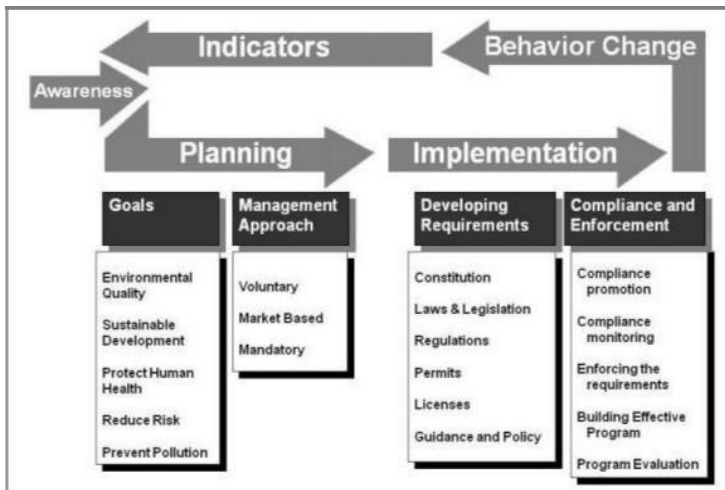 Indicators
Behavior Change
Awareness
Planning
Implementation
Goals
Environmental
Quality
Sustainable
Development
Protect Human
Health
Reduce Risk
Prevent Pollution
Management
Approach
Voluntary
Market Based
Mandatory
Developing
Requirements
Constitution
Laws & Legislation
Regulations
Permits
Licenses
Guidance and Policy
Compliance and
Enforcement
Compliance
promotion
Compliance
monitoring
Enforcing the
requirements
Building Effective
Program
Program Evaluation